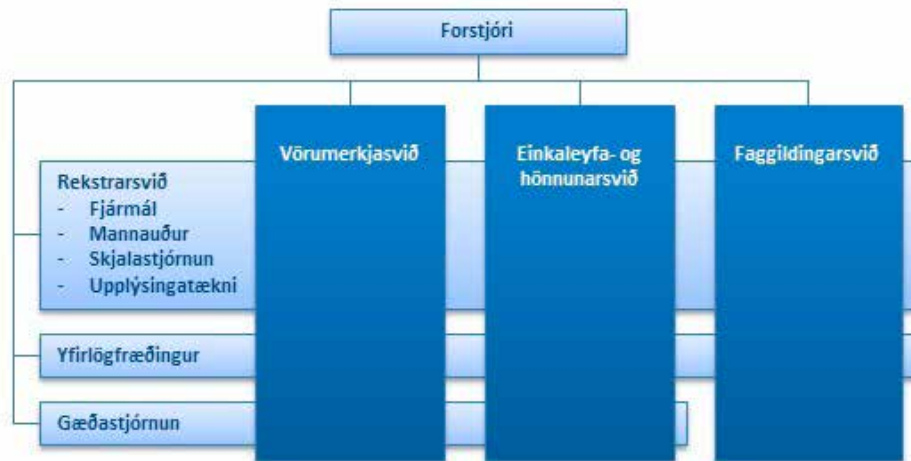 Forstjóri
Vörumerkjasvið
Einkaleyfa- og
hönnunarsvið
Faggildingarsvið
Rekstrarsvið
- Fjármál
- Mannauður
- Skjalastjórnun
- Upplýsingatækni
Yfirlögfræðingur
Gæðastjórnun